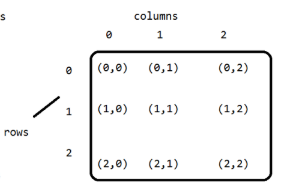 s columns
0 1 2
0 (0,0) (0,1) (0,2)
1 (1,0) (1,1) (1,2)
rows
2 (2,0) (2,1) (2,2)